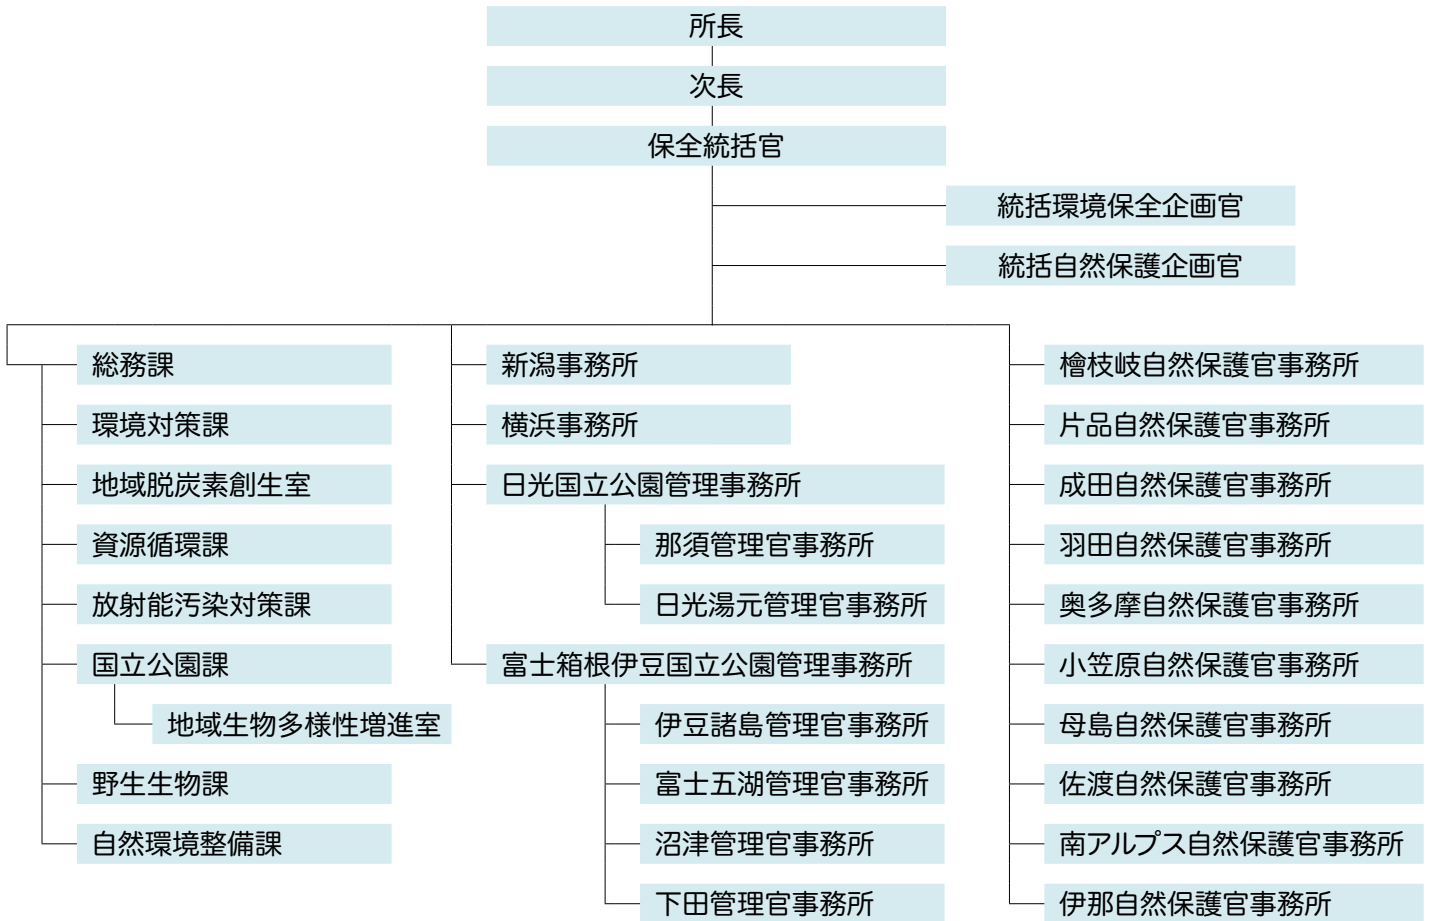 所長
次長
保全統括官
統括環境保全企画官
統括自然保護企画官
総務課
環境対策課
地域脱炭素創生室
資源循環課
放射能汚染対策課
国立公園課
地域生物多様性増進室
野生生物課
自然環境整備課
新潟事務所
横浜事務所
日光国立公園管理事務所
那須管理官事務所
日光湯元管理官事務所
富士箱根伊豆国立公園管理事務所
伊豆諸島管理官事務所
富士五湖管理官事務所
沼津管理官事務所
下田管理官事務所
檜枝岐自然保護官事務所
片品自然保護官事務所
成田自然保護官事務所
羽田自然保護官事務所
奥多摩自然保護官事務所
小笠原自然保護官事務所
母島自然保護官事務所
佐渡自然保護官事務所
南アルプス自然保護官事務所
伊那自然保護官事務所